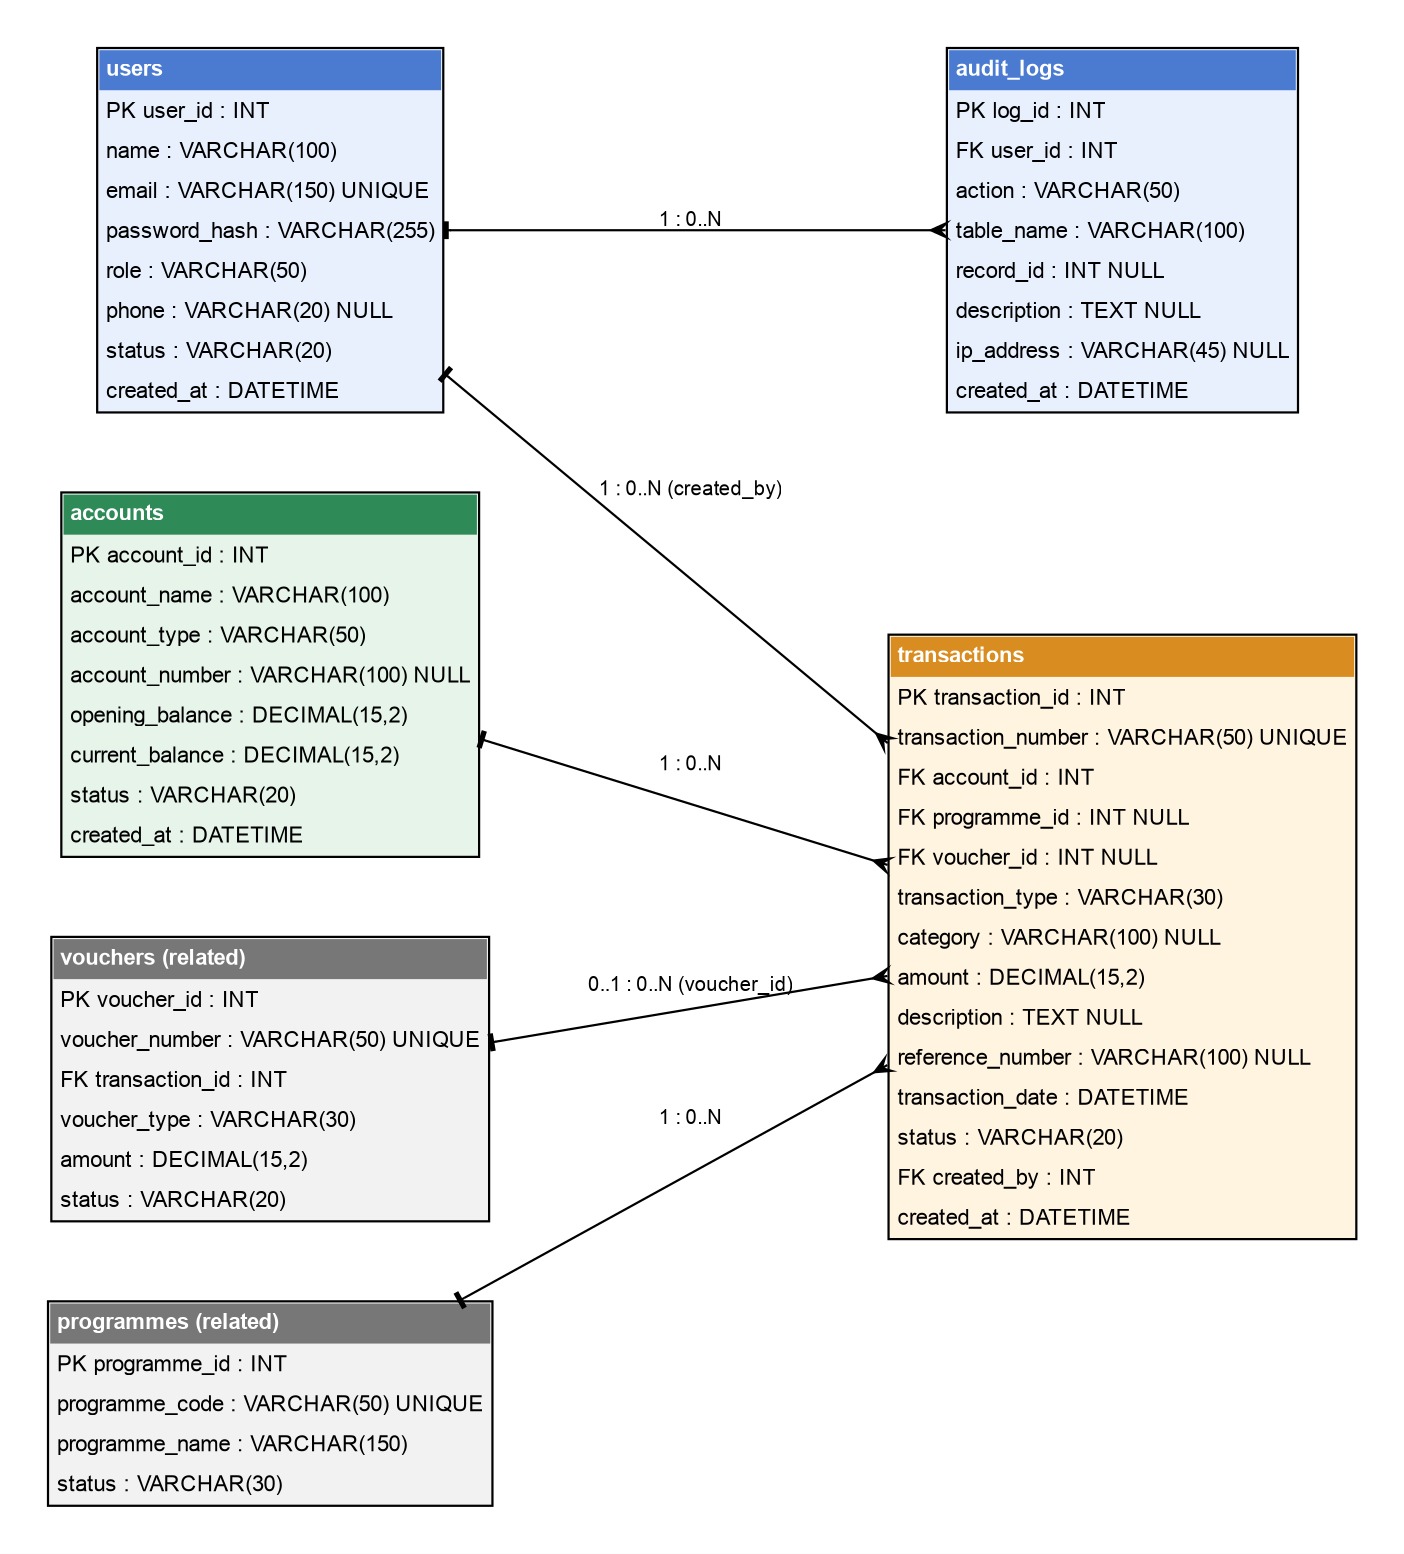 users
PK user_id : INT
name : VARCHAR(100)
email : VARCHAR(150) UNIQUE
password_hash : VARCHAR(255)
role : VARCHAR(50)
phone : VARCHAR(20) NULL
status : VARCHAR(20)
created_at : DATETIME
1 : 0..N
audit_logs
PK log_id : INT
FK user_id : INT
action : VARCHAR(50)
table_name : VARCHAR(100)
record_id : INT NULL
description : TEXT NULL
ip_address : VARCHAR(45) NULL
created_at : DATETIME
1 : 0..N (created_by)
accounts
PK account_id : INT
account_name : VARCHAR(100)
account_type : VARCHAR(50)
account_number : VARCHAR(100) NULL
opening_balance : DECIMAL(15,2)
current_balance : DECIMAL(15,2)
status : VARCHAR(20)
created_at : DATETIME
1 : 0..N
transactions
PK transaction_id : INT
transaction_number : VARCHAR(50) UNIQUE
FK account_id : INT
FK programme_id : INT NULL
FK voucher_id : INT NULL
transaction_type : VARCHAR(30)
category : VARCHAR(100) NULL
amount : DECIMAL(15,2)
description : TEXT NULL
reference_number : VARCHAR(100) NULL
transaction_date : DATETIME
status : VARCHAR(20)
FK created_by : INT
created_at : DATETIME
vouchers (related)
PK voucher_id : INT
voucher_number : VARCHAR(50) UNIQUE
FK transaction_id : INT
voucher_type : VARCHAR(30)
amount : DECIMAL(15,2)
status : VARCHAR(20)
0..1 : 0..N (voucher_id)
1 : 0..N
programmes (related)
PK programme_id : INT
programme_code : VARCHAR(50) UNIQUE
programme_name : VARCHAR(150)
status : VARCHAR(30)